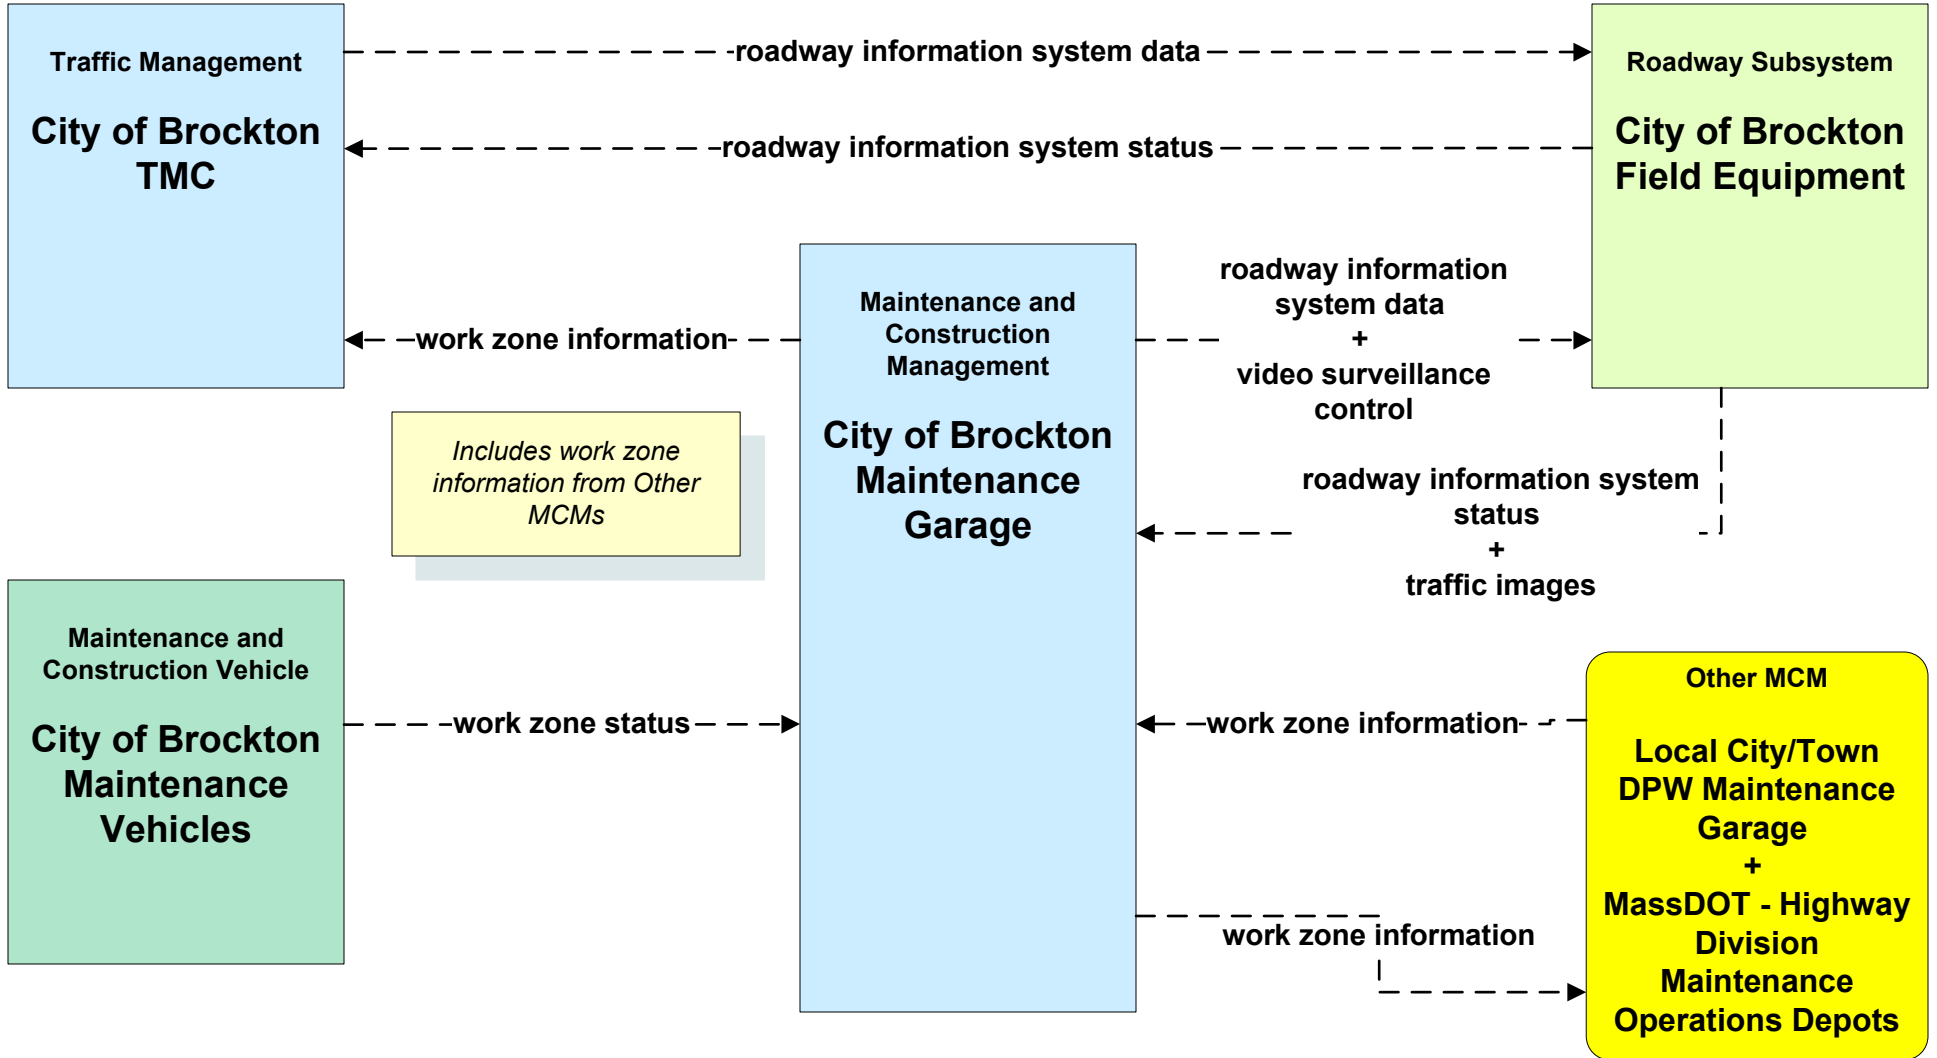 Traffic Management
City of Brockton
TMC
roadway information system data
roadway information system status
Roadway Subsystem
City of Brockton
Field Equipment
work zone information
Maintenance and
Construction
Management
City of Brockton
Maintenance
Garage
roadway information
system data
+
video surveillance
control
Includes work zone
information from Other
MCMs
roadway information system
status
+
traffic images
Maintenance and
Construction Vehicle
City of Brockton
Maintenance
Vehicles
work zone status
work zone information
work zone information
Other MCM
Local City/Town
DPW Maintenance
Garage
+
MassDOT - Highway
Division
Maintenance
Operations Depots